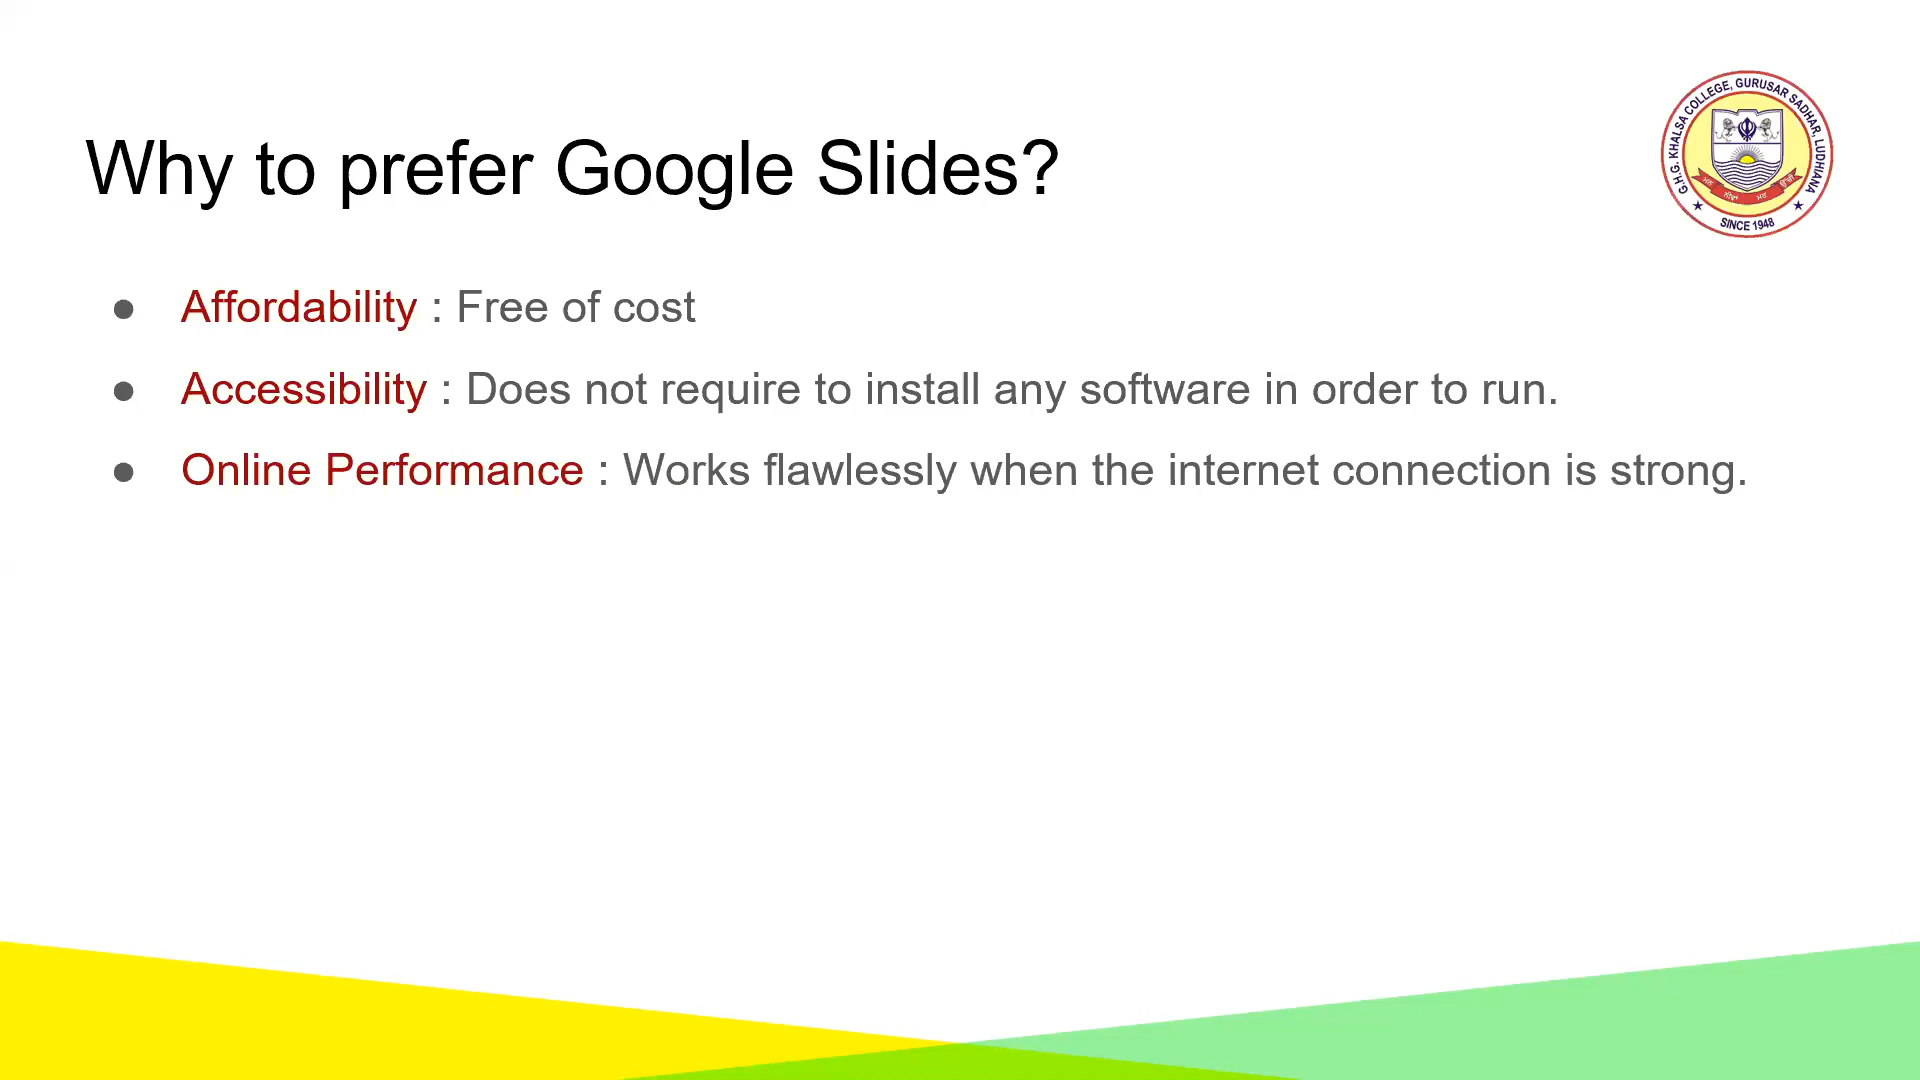 G.H.G. KHALSA COLLEGE, GURUSAR SADHAR, LUDHIANA
SINCE 1948
Why to prefer Google Slides?
● Affordability : Free of cost
● Accessibility : Does not require to install any software in order to run.
● Online Performance : Works flawlessly when the internet connection is strong.